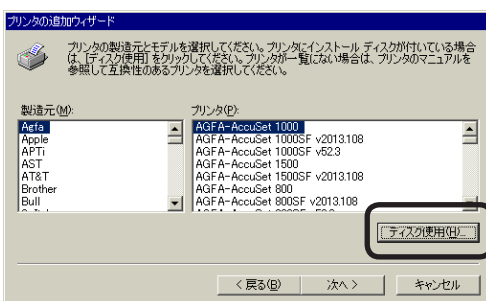 プリンタの追加ウィザード
プリンタの製造元とモデルを選択してください。プリンタにインストール ディスクが付いている場合
は、[ディスク使用] をクリックしてください。プリンタが一覧にない場合は、プリンタのマニュアルを
参照して互換性のあるプリンタを選択してください。
製造元(M):
Agfa
Apple
APTi
AST
AT&T
Brother
Bull
プリンタ(P):
AGFA-AccuSet 1000
AGFA-AccuSet 1000SF v2013.108
AGFA-AccuSet 1000SF v52.3
AGFA-AccuSet 1500
AGFA-AccuSet 1500SF v2013.108
AGFA-AccuSet 800
AGFA-AccuSet 800SF v2013.108
ディスク使用(H)...
< 戻る(B)
次へ >
キャンセル